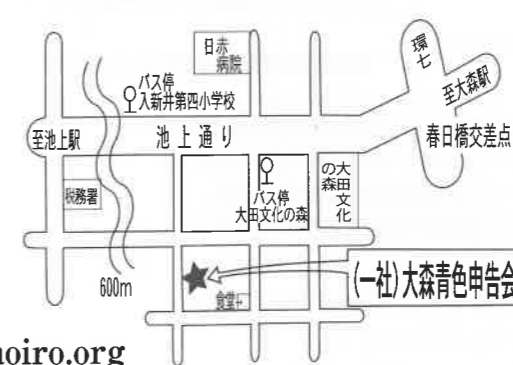 日赤
病院
環七
至大森駅
バス停
入新井第四小学校
至池上駅
池上通り
春日橋交差点
税務署
バス停
大田文化の森
大田文化
の森
600m
(一社)大森青色申告会
食堂
oiro.org